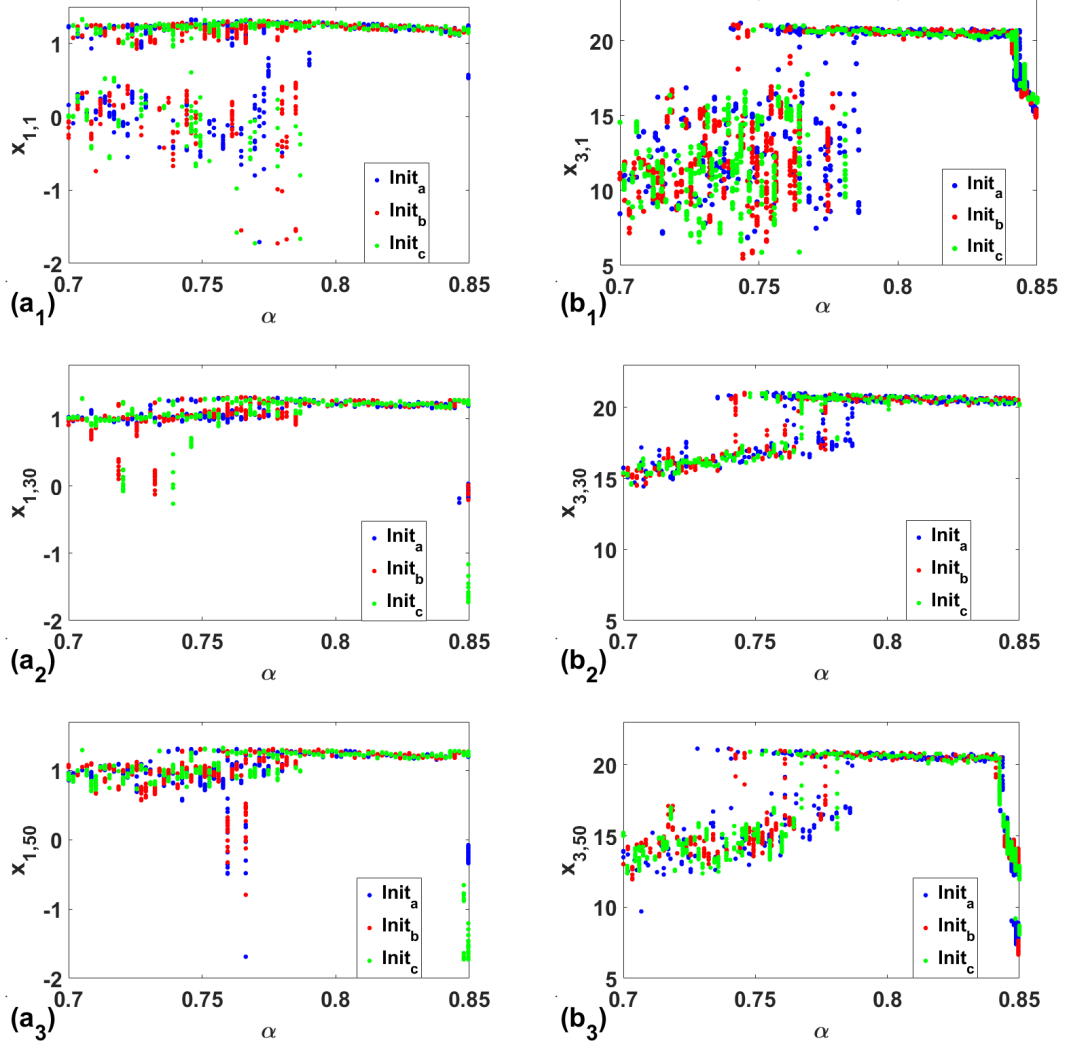 1
0
-1
-2
x1,1
0.7
0.75
0.8
0.85
α
(a1)
Inita
Initb
Initc
20
15
10
5
x3,1
0.7
0.75
0.8
0.85
α
(b1)
Inita
Initb
Initc
1
0
-1
-2
x1,30
0.7
0.75
0.8
0.85
α
(a2)
Inita
Initb
Initc
20
15
10
5
x3,30
0.7
0.75
0.8
0.85
α
(b2)
Inita
Initb
Initc
1
0
-1
-2
x1,50
0.7
0.75
0.8
0.85
α
(a3)
Inita
Initb
Initc
20
15
10
5
x3,50
0.7
0.75
0.8
0.85
α
(b3)
Inita
Initb
Initc